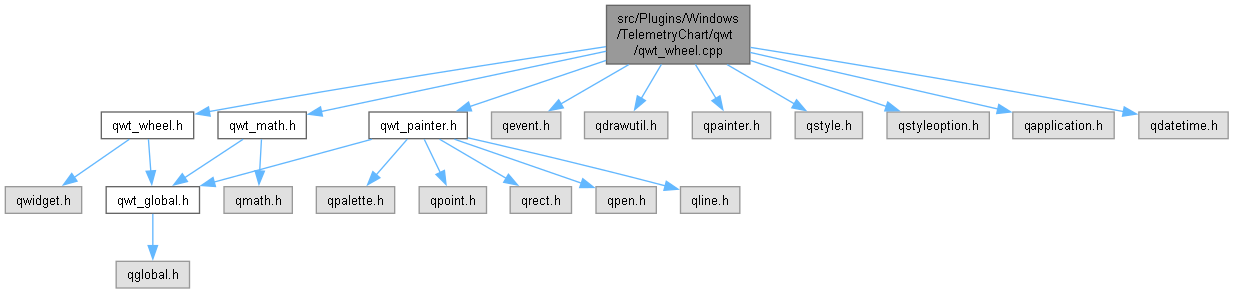 src/Plugins/Windows
/TelemetryChart/qwt
/qwt_wheel.cpp
qwt_wheel.h
qwt_math.h
qwt_painter.h
qevent.h
qdrawutil.h
qpainter.h
qstyle.h
qstyleoption.h
qapplication.h
qdatetime.h
qwidget.h
qwt_global.h
qmath.h
qpalette.h
qpoint.h
qrect.h
qpen.h
qline.h
qglobal.h